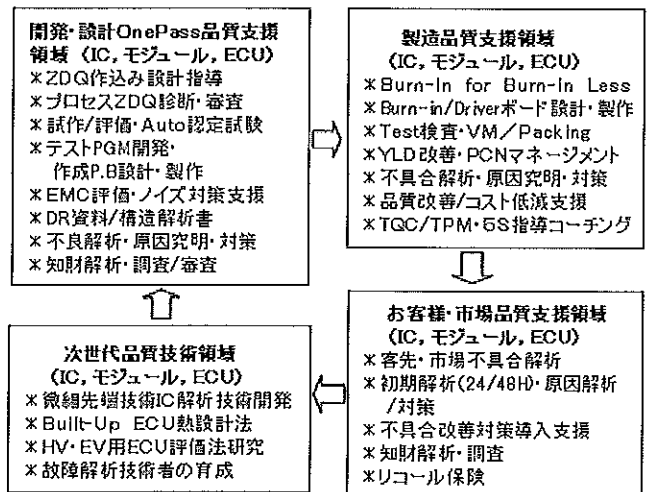 開発・設計OnePass品質支援
領域 (IC, モジュール, ECU)
*ZDQ作込み設計指導
*プロセスZDQ診断・審査
*試作/評価・Auto認定試験
*テストPGM開発・
作成P.B設計・製作
*EMC評価・ノイズ対策支援
*DR資料/構造解析書
*不良解析・原因究明・対策
*知財解析・調査/審査
製造品質支援領域
(IC, モジュール, ECU)
*Burn-In for Burn-in Less
*Burn-in/Driverボード設計・製作
*Test検査・VM/Packing
*YLD改善・PCNマネージメント
*不具合解析・原因究明・対策
*品質改善/コスト低減支援
*TQC/TPM・5S指導コーチング
お客様・市場品質支援領域
(IC, モジュール, ECU)
*客先・市場不具合解析
*初期解析(24/48H)・原因解析
/対策
*不具合改善対策導入支援
*知財解析・調査
*リコール保険
次世代品質技術領域
(IC, モジュール, ECU)
*微細先端技術IC解析技術開発
*Built-Up ECU熱設計法
*HV・EV用ECU評価法研究
*故障解析技術者の育成